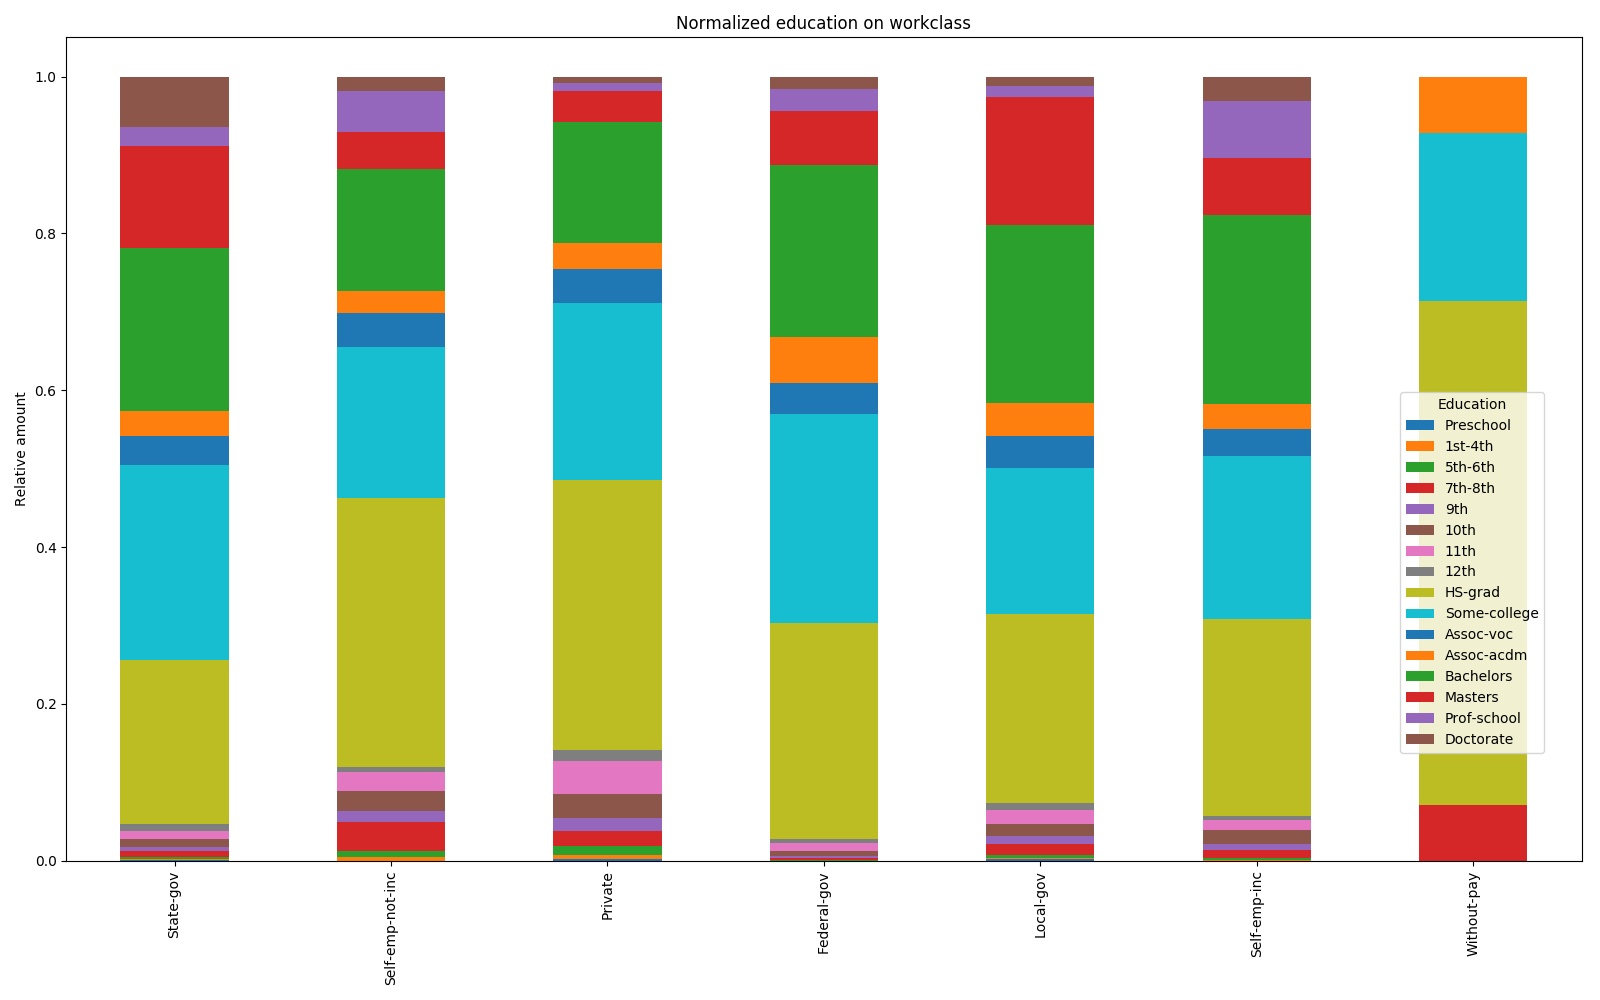 Normalized education on workclass
Relative amount
1.0
0.8
0.6
0.4
0.2
0.0
State-gov
Self-emp-not-inc
Private
Federal-gov
Local-gov
Self-emp-inc
Without-pay
Education
Preschool
1st-4th
5th-6th
7th-8th
9th
10th
11th
12th
HS-grad
Some-college
Assoc-voc
Assoc-acdm
Bachelors
Masters
Prof-school
Doctorate